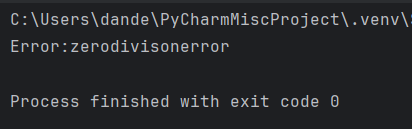 C:\Users\dande\PyCharmMiscProject\.venv\
Error:zerodivisonerror
Process finished with exit code 0